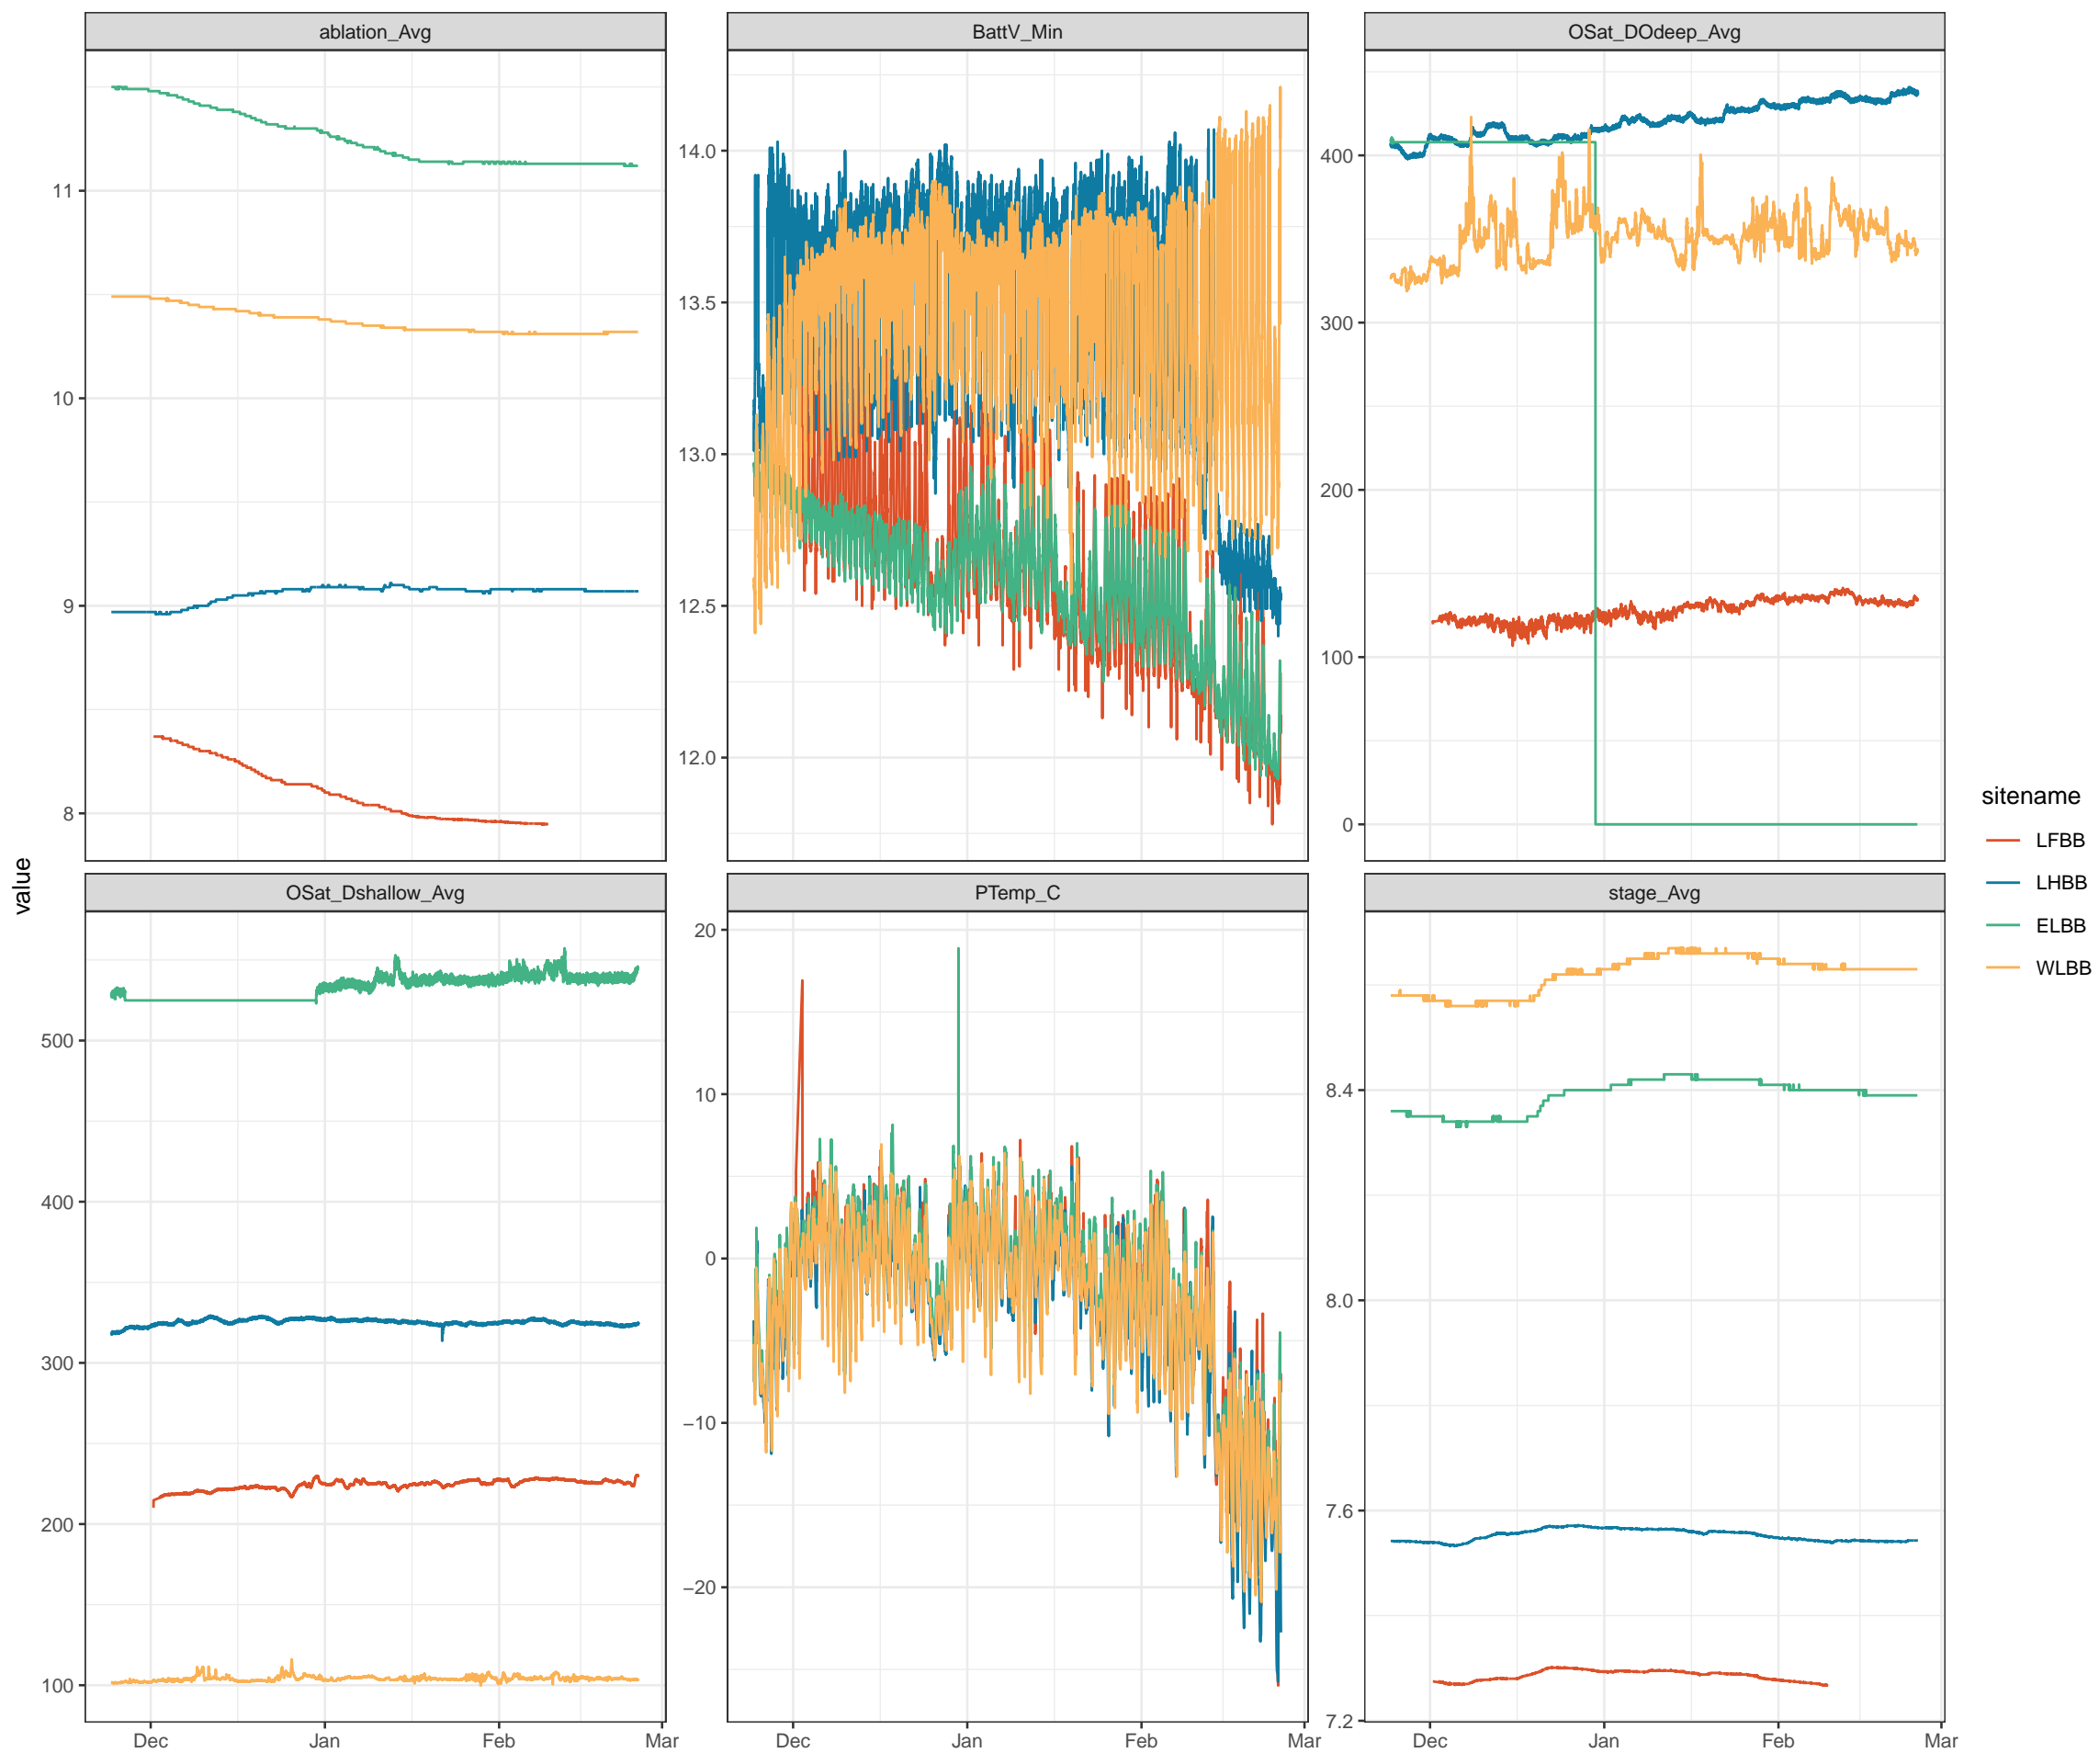 ablation_Avg
BattV_Min
OSat_DOdeep_Avg
11
10
9
8
14.0
13.5
13.0
12.5
12.0
400
300
200
100
0
value
OSat_Dshallow_Avg
PTemp_C
stage_Avg
500
400
300
200
100
20
10
0
−10
−20
8.4
8.0
7.6
7.2
Dec Jan Feb Mar
Dec Jan Feb Mar
Dec Jan Feb Mar
sitename
LFBB
LHBB
ELBB
WLBB